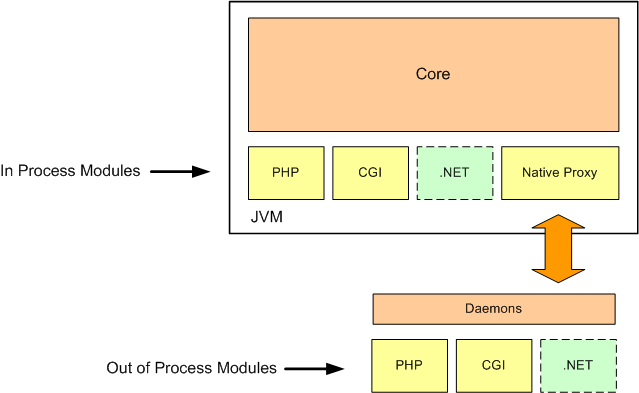 Core
In Process Modules
PHP
CGI
.NET
Native Proxy
JVM
Daemons
Out of Process Modules
PHP
CGI
.NET